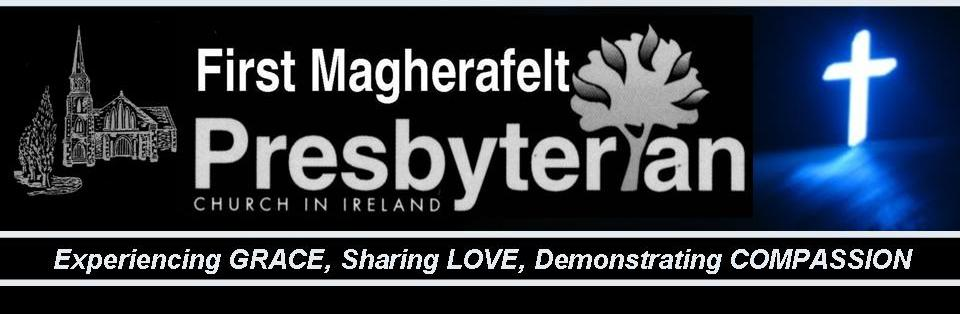 First Magherafelt
Presbyterian
CHURCH IN IRELAND
Experiencing GRACE, Sharing LOVE, Demonstrating COMPASSION